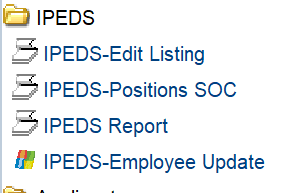 IPEDS
IPEDS-Edit Listing
IPEDS-Positions SOC
IPEDS Report
IPEDS-Employee Update